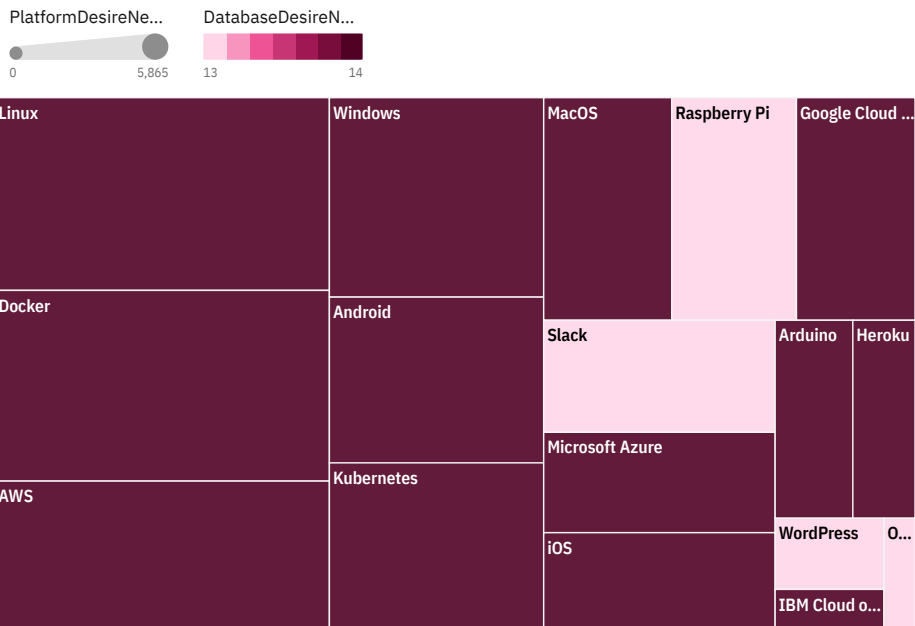 PlatformDesireNe... DatabaseDesireN...
0 5,865 13 14
Linux Windows MacOS Raspberry Pi Google Cloud ...
Docker Android
Slack Arduino Heroku
Microsoft Azure
AWS Kubernetes
WordPress O...
iOS
IBM Cloud o...